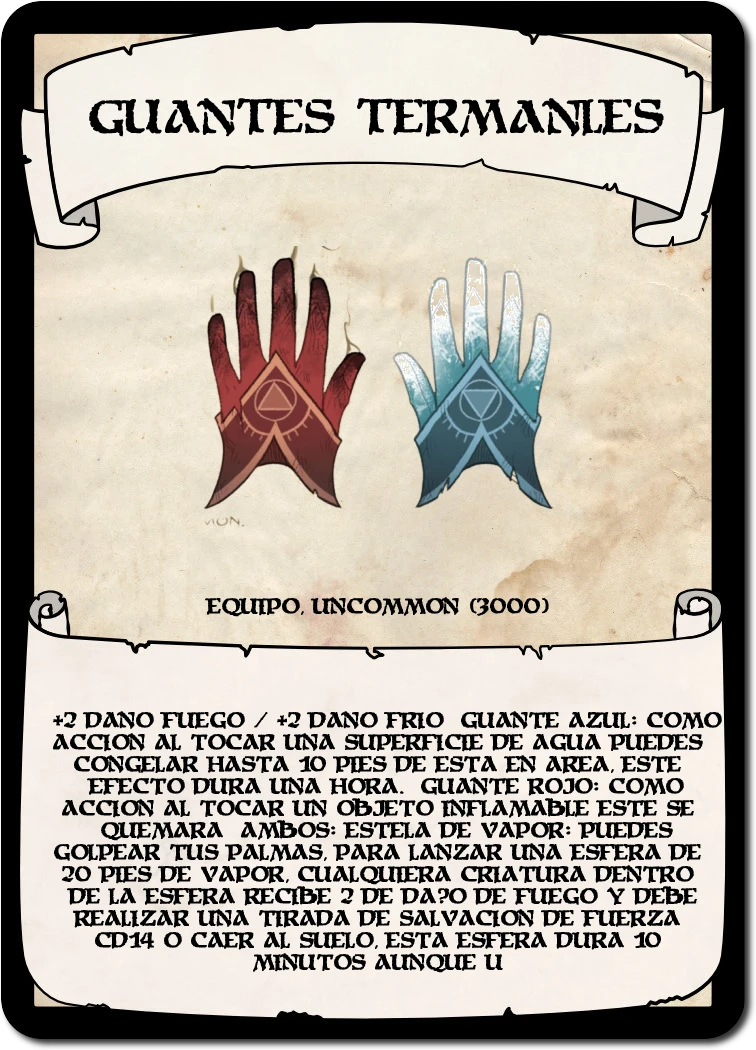 GUANTES TERMANLES
MON.
EQUIPO, UNCOMMON (3000)
+2 DANO FUEGO / +2 DANO FRIO GUANTE AZUL: COMO
ACCION AL TOCAR UNA SUPERFICIE DE AGUA PUEDES
CONGELAR HASTA 10 PIES DE ESTA EN AREA, ESTE
EFECTO DURA UNA HORA. GUANTE ROJO: COMO
ACCION AL TOCAR UN OBJETO INFLAMABLE ESTE SE
QUEMARA AMBOS: ESTELA DE VAPOR: PUEDES
GOLPEAR TUS PALMAS, PARA LANZAR UNA ESFERA DE
20 PIES DE VAPOR, CUALQUIERA CRIATURA DENTRO
DE LA ESFERA RECIBE 2 DE DA?O DE FUEGO Y DEBE
REALIZAR UNA TIRADA DE SALVACION DE FUERZA
CD14 O CAER AL SUELO, ESTA ESFERA DURA 10
MINUTOS AUNQUE U